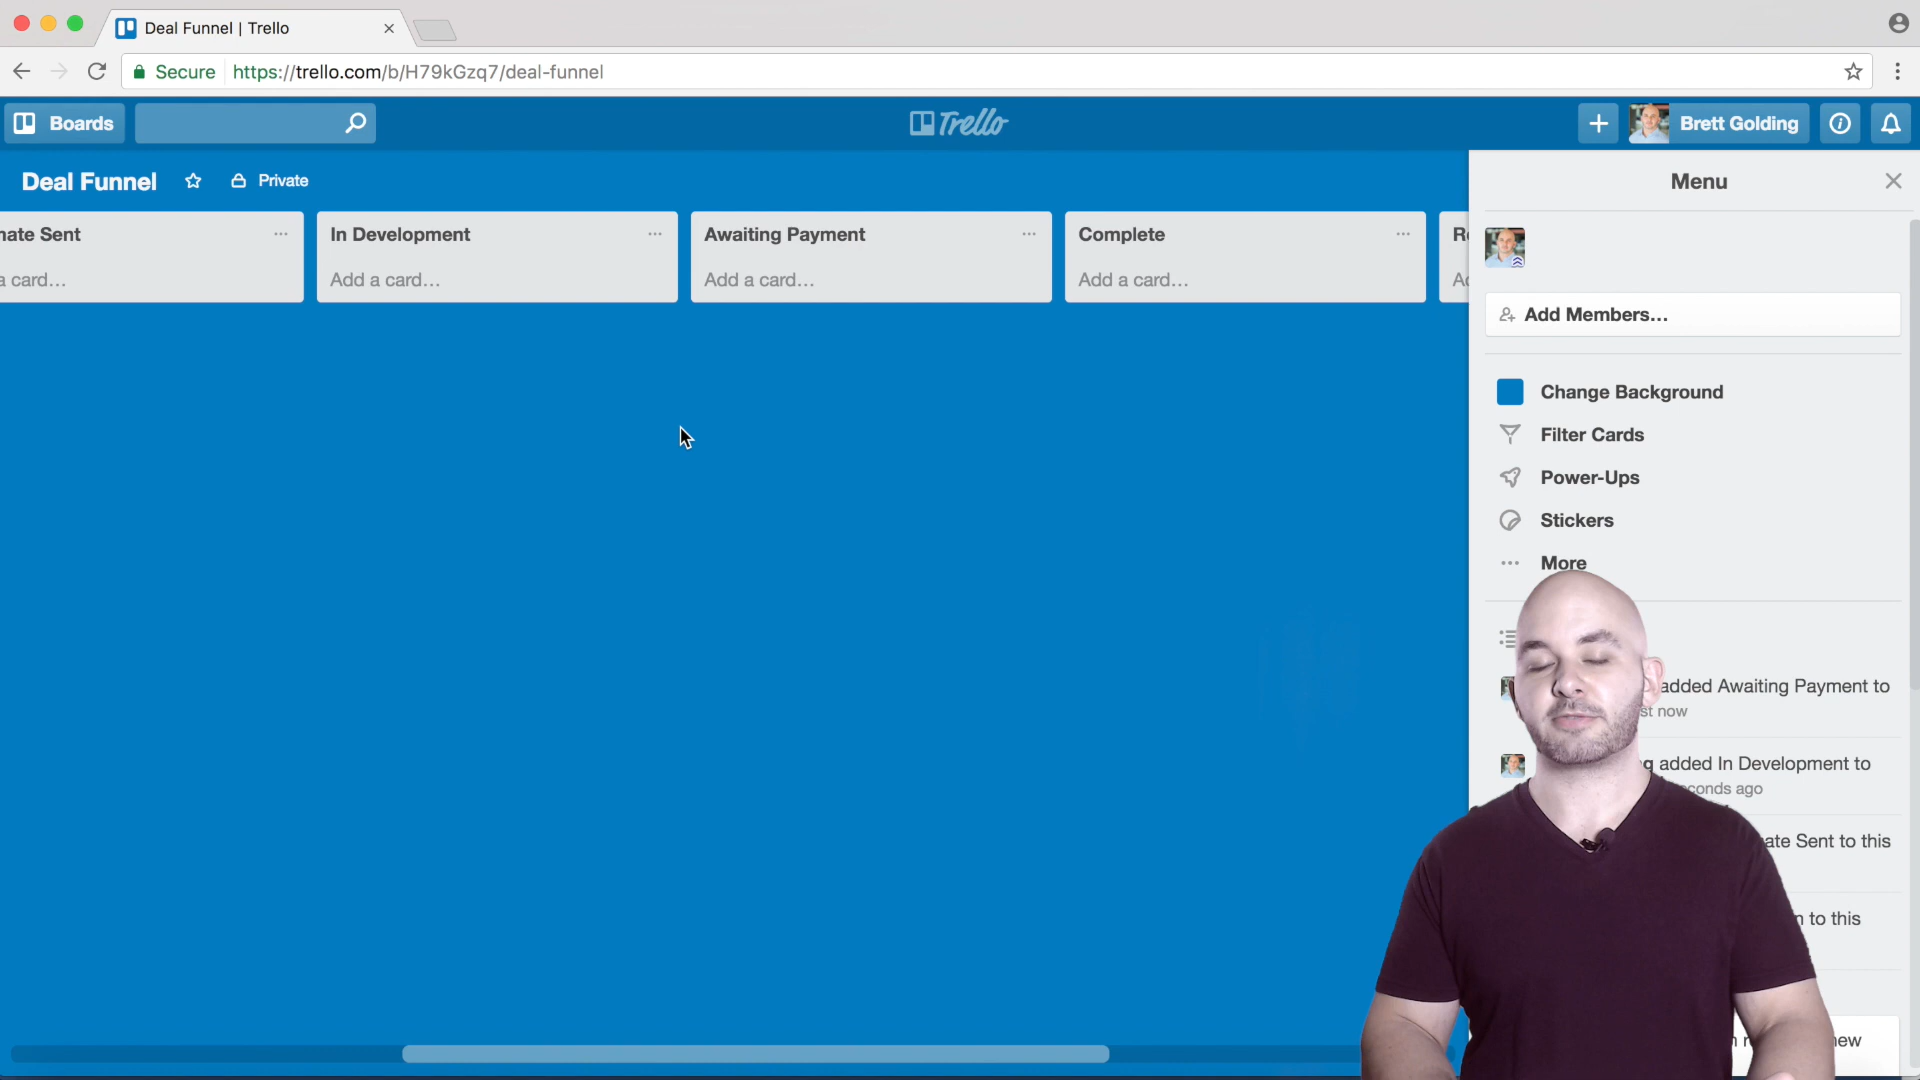 Deal Funnel | Trello
Secure https://trello.com/b/H79kGzq7/deal-funnel
Boards
Trello
Brett Golding
Deal Funnel
Private
Menu
nate Sent
In Development
Awaiting Payment
Complete
a card…
Add a card…
Add a card…
Add a card…
Add Members…
Change Background
Filter Cards
Power-Ups
Stickers
More
added Awaiting Payment to
st now
g added In Development to
conds ago
ate Sent to this
n to this